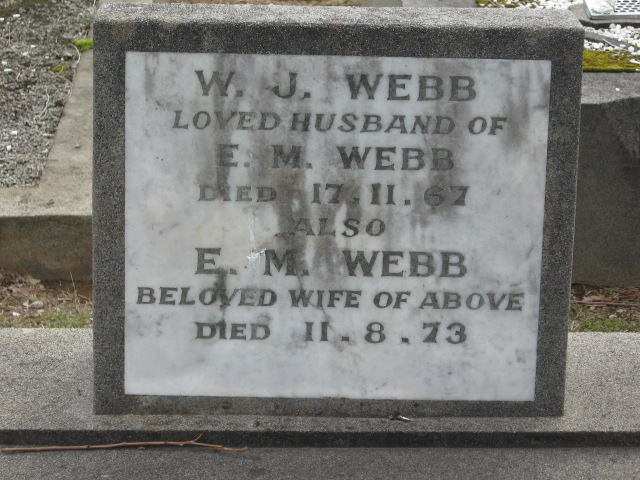 W. J. WEBB
LOVED HUSBAND OF
E. M. WEBB
DIED 17.11.67
ALSO
E. M. WEBB
BELOVED WIFE OF ABOVE
DIED 11.8.73